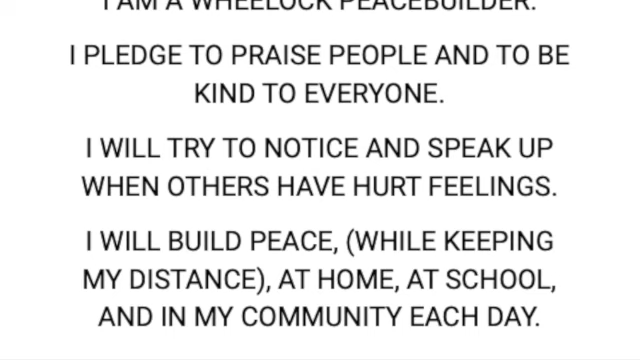 I AM A WHEELOCK PEACEBUILDER.
I PLEDGE TO PRAISE PEOPLE AND TO BE
KIND TO EVERYONE.
I WILL TRY TO NOTICE AND SPEAK UP
WHEN OTHERS HAVE HURT FEELINGS.
I WILL BUILD PEACE, (WHILE KEEPING
MY DISTANCE), AT HOME, AT SCHOOL,
AND IN MY COMMUNITY EACH DAY.